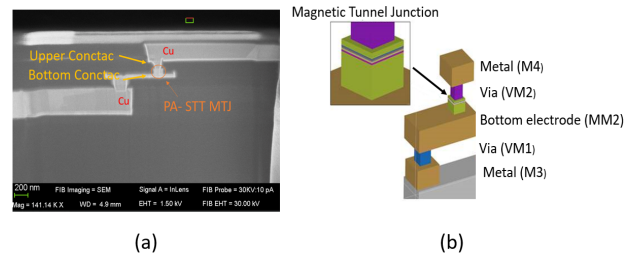 Upper Conctac
Bottom Conctac
Cu
PA- STT MTJ
Cu
200 nm
FIB Imaging = SEM
Signal A = InLens
FIB Probe = 30KV:10 pA
Mag = 141.14 K X
WD = 4.9 mm
EHT = 1.50 kV
FIB EHT = 30.00 kV
(a)
Magnetic Tunnel Junction
Metal (M4)
Via (VM2)
Bottom electrode (MM2)
Via (VM1)
Metal (M3)
(b)